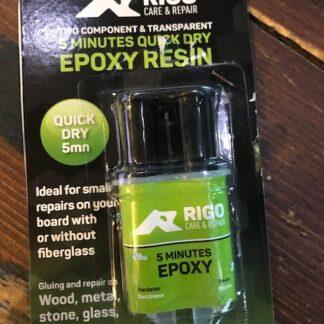 RIGO
CARE & REPAIR
TWO COMPONENT & TRANSPARENT
5 MINUTES QUICK DRY
EPOXY RESIN
QUICK
DRY
5mn
Ideal for small
repairs on your
board with
or without
fiberglass
Gluing and repair on
Wood, metal,
stone, glass,
RIGO
CARE & REPAIR
5 MINUTES
EPOXY
Hardener
Durcisseur